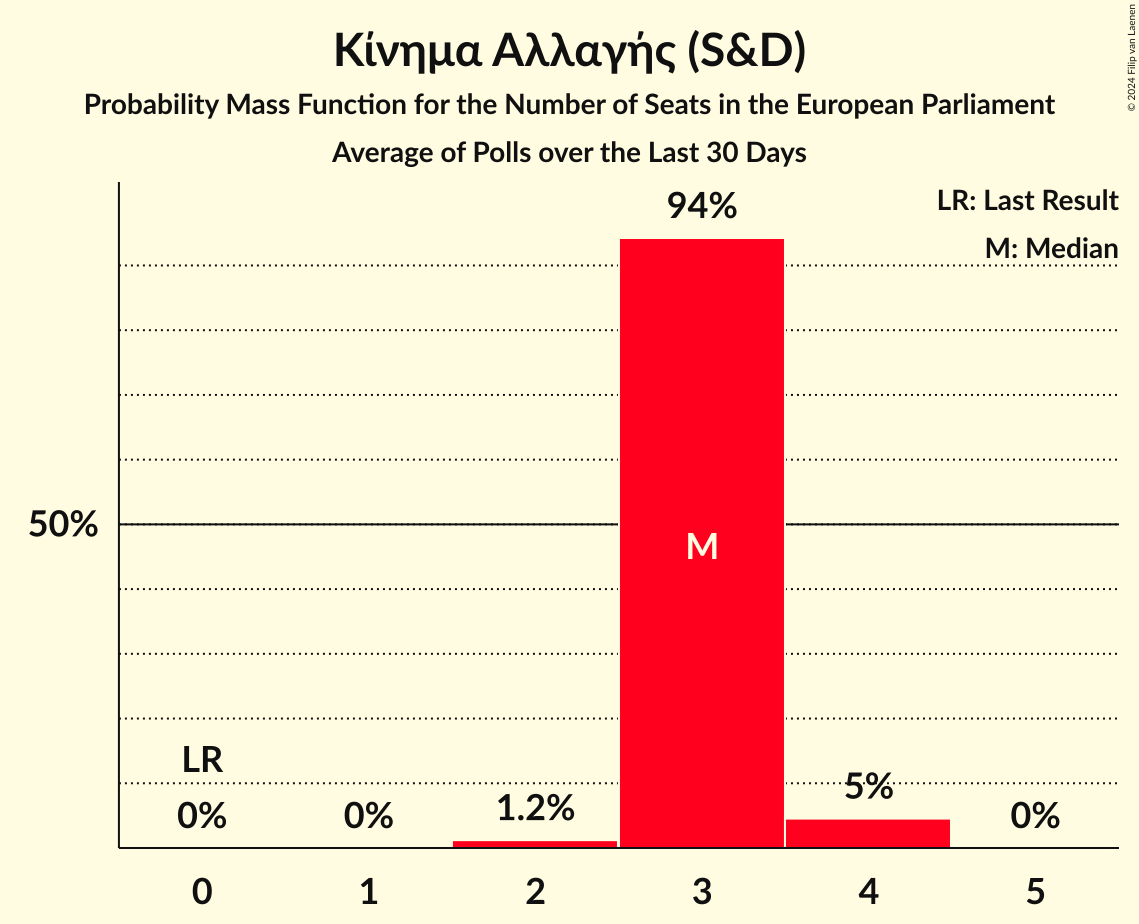 Κίνημα Αλλαγής (S&D)
Probability Mass Function for the Number of Seats in the European Parliament
Average of Polls over the Last 30 Days
© 2024 Filip van Laenen
LR: Last Result
M: Median
94%
50%
M
LR
0%
0%
1.2%
5%
0%
0
1
2
3
4
5